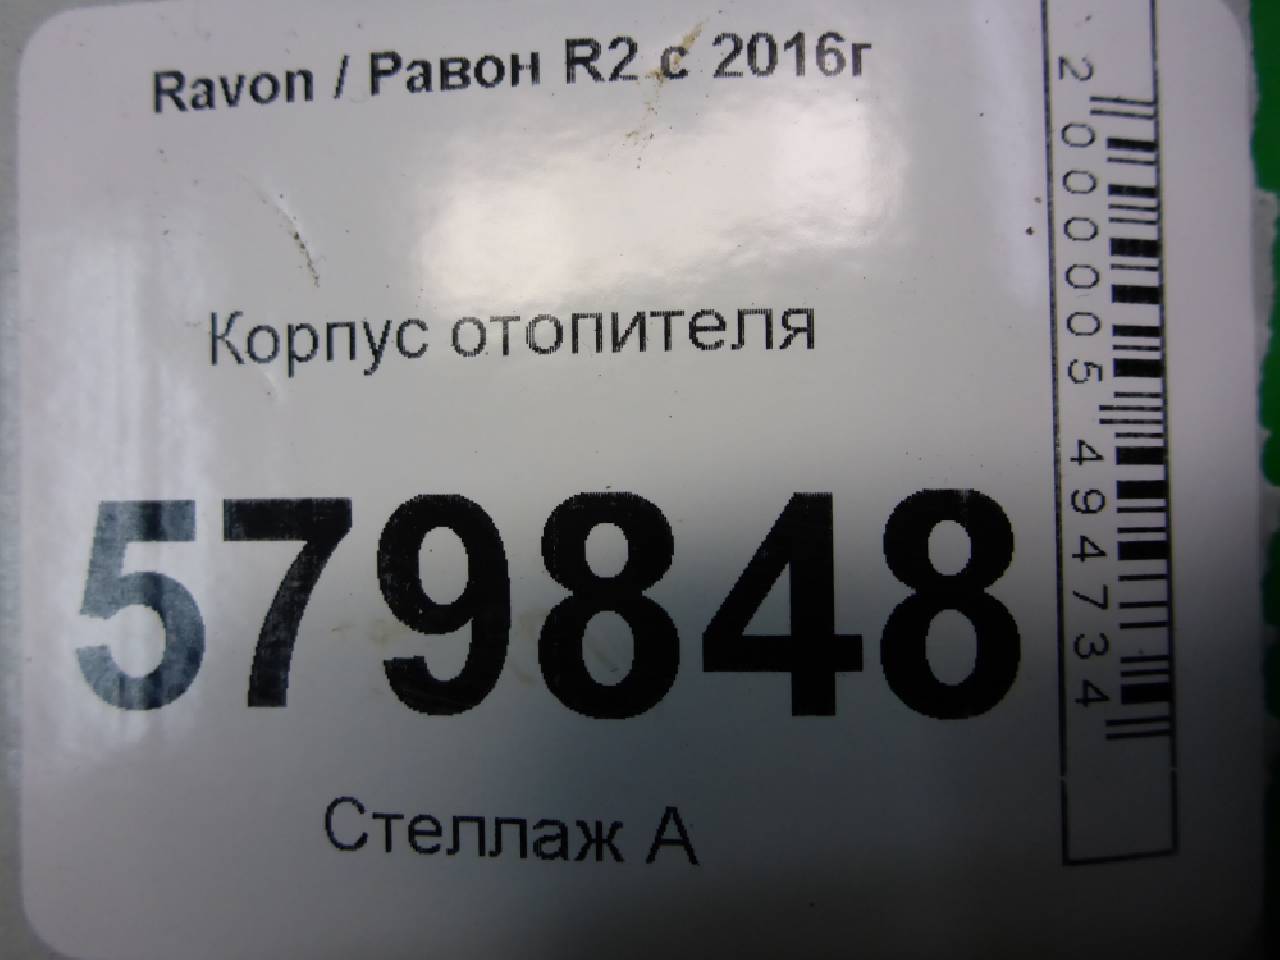 Ravon / Равон R2 с 2016г
Корпус отопителя
579848
Стеллаж А
2000005494734